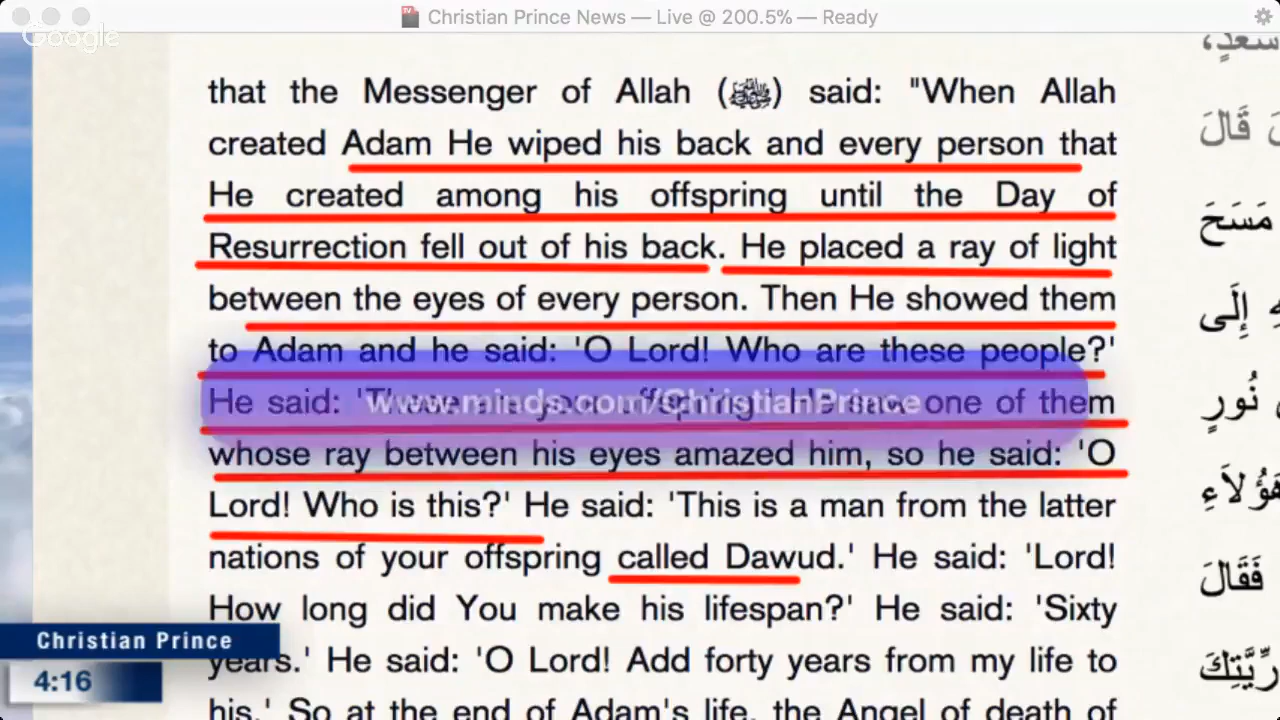 Christian Prince News — Live @ 200.5% — Ready
Google
that the Messenger of Allah (ﷺ) said: "When Allah
created Adam He wiped his back and every person that
He created among his offspring until the Day of
Resurrection fell out of his back. He placed a ray of light
between the eyes of every person. Then He showed them
to Adam and he said: 'O Lord! Who are these people?'
He said: 'These are your offspring.' He saw one of them
www.minds.com/ChristianPrince
whose ray between his eyes amazed him, so he said: 'O
Lord! Who is this?' He said: 'This is a man from the latter
nations of your offspring called Dawud.' He said: 'Lord!
How long did You make his lifespan?' He said: 'Sixty
years.' He said: 'O Lord! Add forty years from my life to
his.' So at the end of Adam's life, the Angel of death of
سَعْدٍ،
قَالَ
مَسَحَ
إِلَى
نُورٍ
هَؤُلاَءِ
فَقَالَ
Christian Prince
4:16